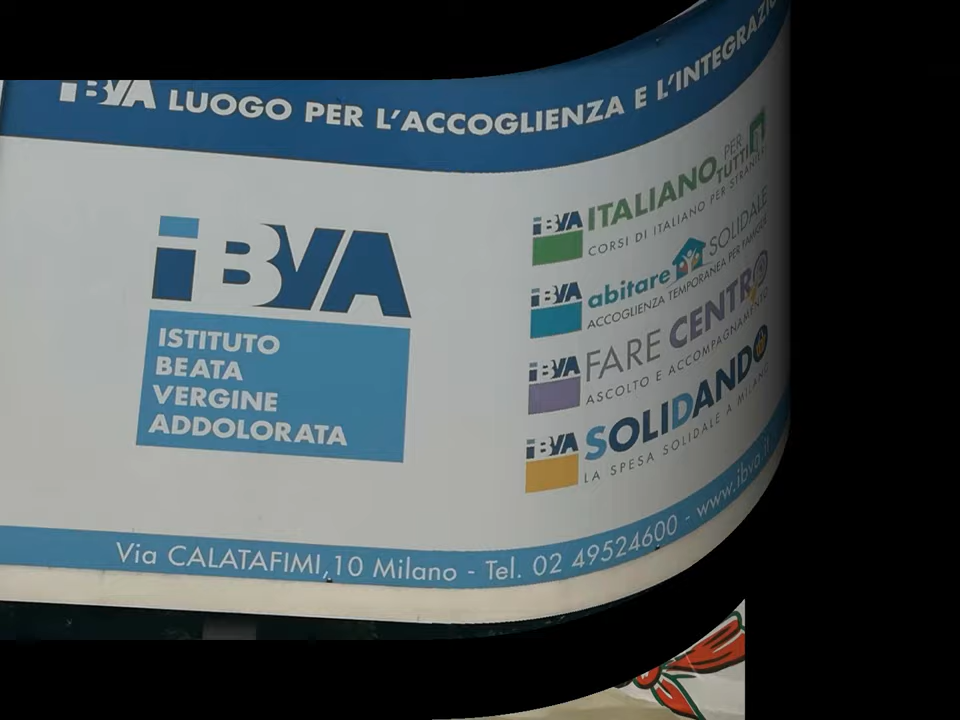 iBVA LUOGO PER L'ACCOGLIENZA E L'INTEGRAZIO
iBVA
ISTITUTO
BEATA
VERGINE
ADDOLORATA
iBVA ITALIANO PER TUTTI
CORSI DI ITALIANO PER STRANIERI
iBVA abitare SOLIDALE
ACCOGLIENZA TEMPORANEA PER FAMIGLIE
iBVA FARE CENTRO
ASCOLTO E ACCOMPAGNAMENTO
iBVA SOLIDANDO
LA SPESA SOLIDALE A MILANO
Via CALATAFIMI,10 Milano - Tel. 02 49524600 - www.ibva.it